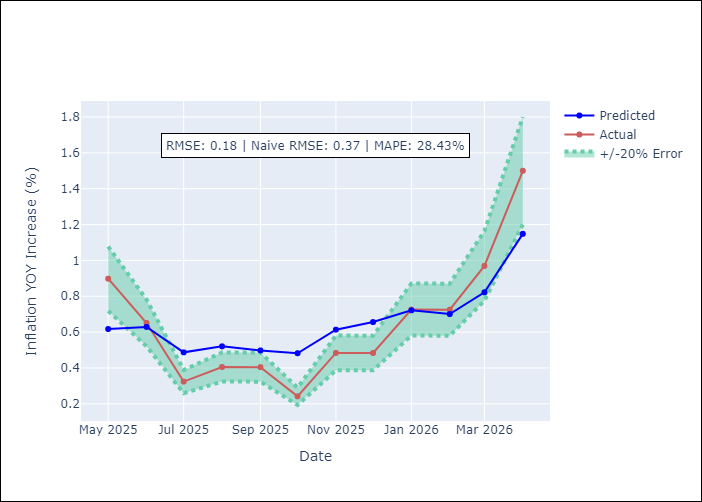 RMSE: 0.18 | Naive RMSE: 0.37 | MAPE: 28.43%
Predicted
Actual
+/-20% Error
Inflation YOY Increase (%)
1.8
1.6
1.4
1.2
1
0.8
0.6
0.4
0.2
May 2025
Jul 2025
Sep 2025
Nov 2025
Jan 2026
Mar 2026
Date